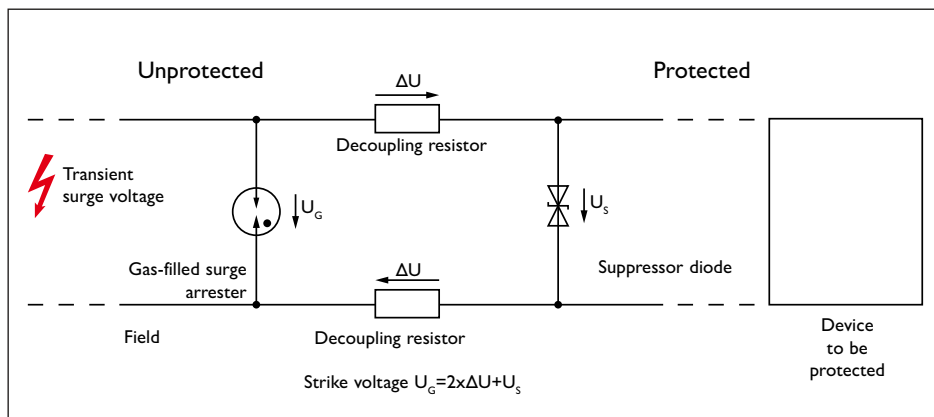 Unprotected
Protected
ΔU
Decoupling resistor
Transient
surge voltage
U_G
U_S
Gas-filled surge
arrester
ΔU
Suppressor diode
Field
Decoupling resistor
Device
to be
protected
Strike voltage U_G=2xΔU+U_S